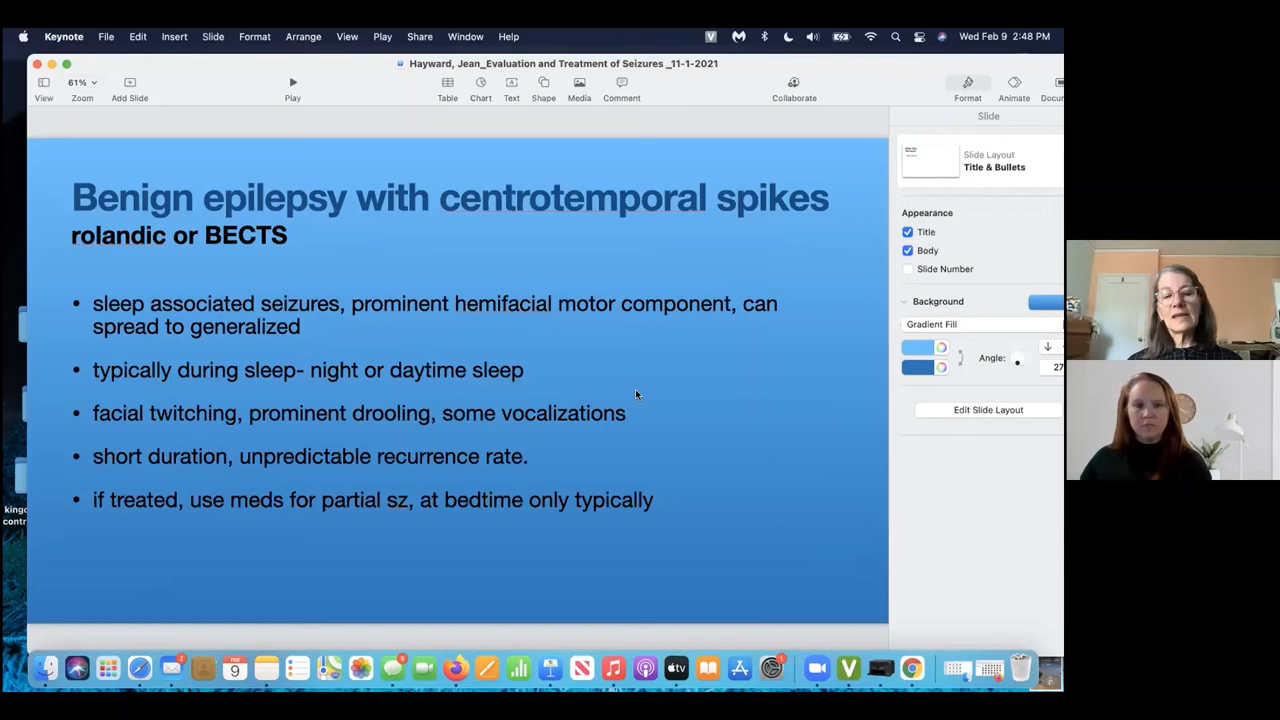 Keynote File Edit Insert Slide Format Arrange View Play Share Window Help Wed Feb 9 2:48 PM
Hayward, Jean_Evaluation and Treatment of Seizures _11-1-2021
61%
View Zoom Add Slide Play Table Chart Text Shape Media Comment Collaborate Format Animate Docu
Slide
Slide Layout
Title & Bullets
Appearance
Title
Body
Slide Number
Background
Gradient Fill
Angle:
27
Edit Slide Layout
Benign epilepsy with centrotemporal spikes
rolandic or BECTS
• sleep associated seizures, prominent hemifacial motor component, can
spread to generalized
• typically during sleep- night or daytime sleep
• facial twitching, prominent drooling, some vocalizations
• short duration, unpredictable recurrence rate.
• if treated, use meds for partial sz, at bedtime only typically
kingc
contr